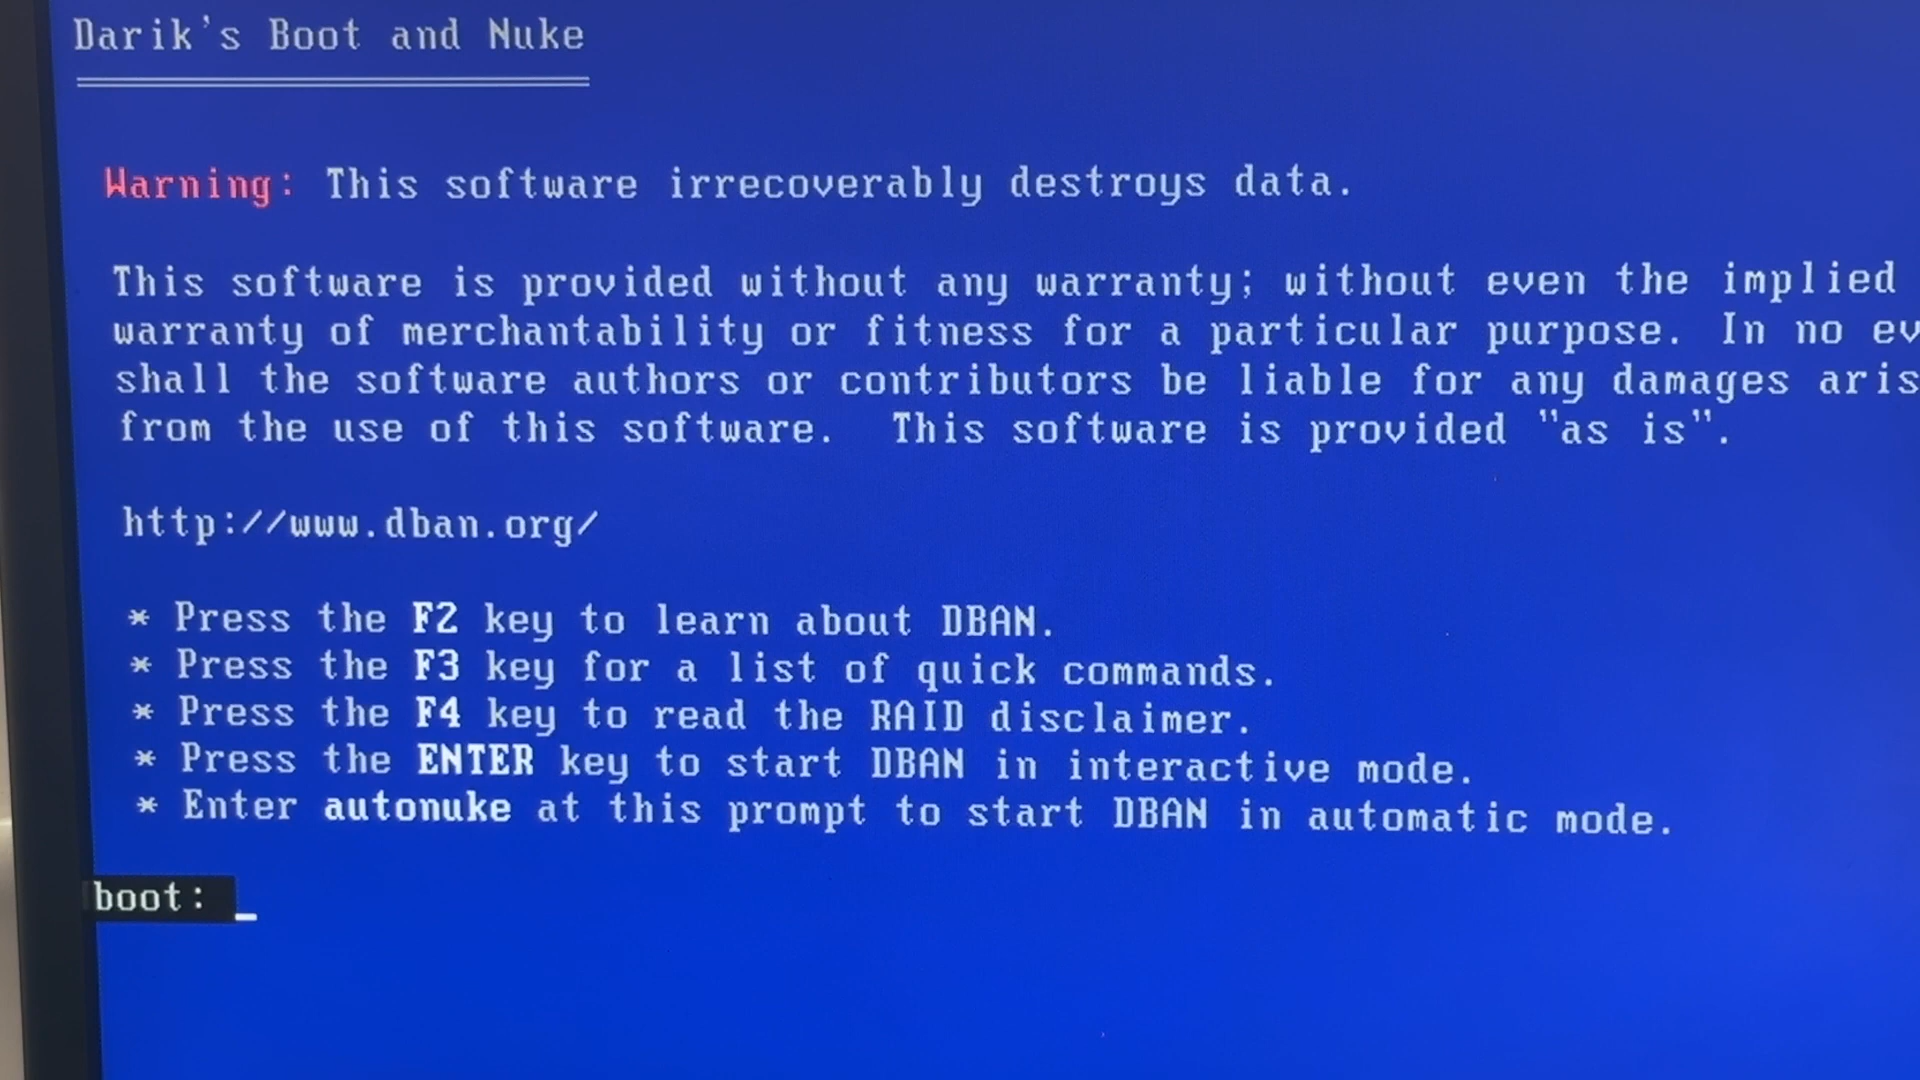 Darik's Boot and Nuke
Warning: This software irrecoverably destroys data.
This software is provided without any warranty; without even the implied
warranty of merchantability or fitness for a particular purpose. In no ev
shall the software authors or contributors be liable for any damages aris
from the use of this software.  This software is provided "as is".
http://www.dban.org/
* Press the F2 key to learn about DBAN.
* Press the F3 key for a list of quick commands.
* Press the F4 key to read the RAID disclaimer.
* Press the ENTER key to start DBAN in interactive mode.
* Enter autonuke at this prompt to start DBAN in automatic mode.
boot: _